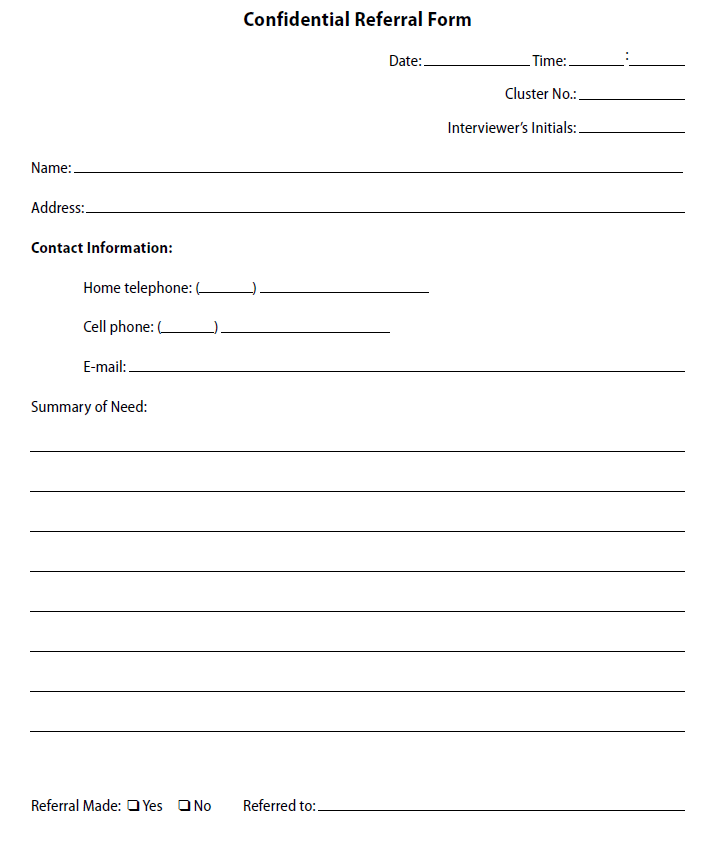 Confidential Referral Form
Date: Time: :
Cluster No.:
Interviewer's Initials:
Name:
Address:
Contact Information:
Home telephone: ( )
Cell phone: ( )
E-mail:
Summary of Need:
Referral Made: ❏ Yes ❏ No Referred to: